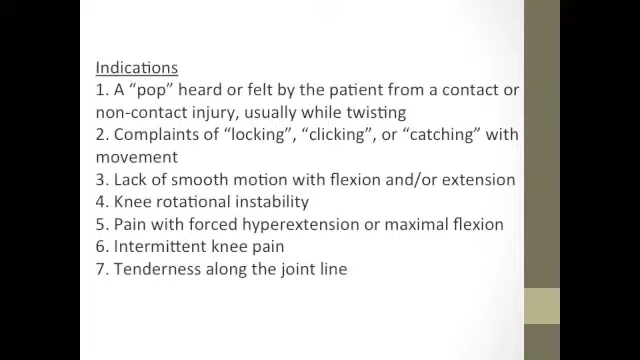 Indications
1. A “pop” heard or felt by the patient from a contact or
non-contact injury, usually while twisting
2. Complaints of “locking”, “clicking”, or “catching” with
movement
3. Lack of smooth motion with flexion and/or extension
4. Knee rotational instability
5. Pain with forced hyperextension or maximal flexion
6. Intermittent knee pain
7. Tenderness along the joint line